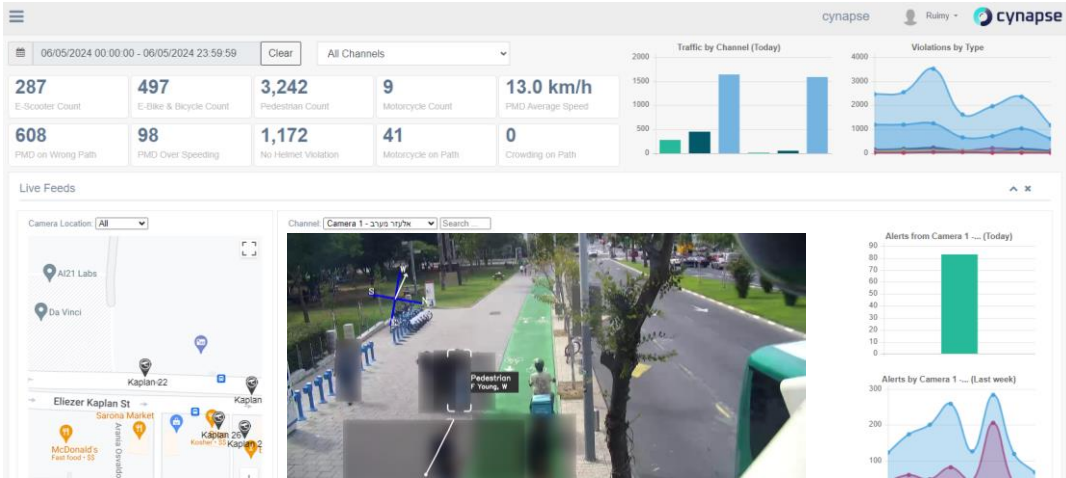 cynapse
Ruimy
cynapse
06/05/2024 00:00:00 - 06/05/2024 23:59:59
Clear
All Channels
287
E-Scooter Count
497
E-Bike & Bicycle Count
3,242
Pedestrian Count
9
Motorcycle Count
13.0 km/h
PMD Average Speed
608
PMD on Wrong Path
98
PMD Over Speeding
1,172
No Helmet Violation
41
Motorcycle on Path
0
Crowding on Path
Traffic by Channel (Today)
2000
1500
1000
500
0
Violations by Type
4000
3000
2000
1000
0
Live Feeds
Camera Location: All
AI21 Labs
Da Vinci
Kaplan-22
Kaplan
Eliezer Kaplan St
Sarona Market
Kaplan 26
Kaplan 2
Kosher · $$
McDonald's
Fast food · $$
Arania Osvaldo
Channel: Camera 1 - אלעזר מערב
Search ...
S
N
Pedestrian
F Young, W
Alerts from Camera 1 -... (Today)
90
80
70
60
50
40
30
20
10
0
Alerts by Camera 1 -... (Last week)
300
200
100